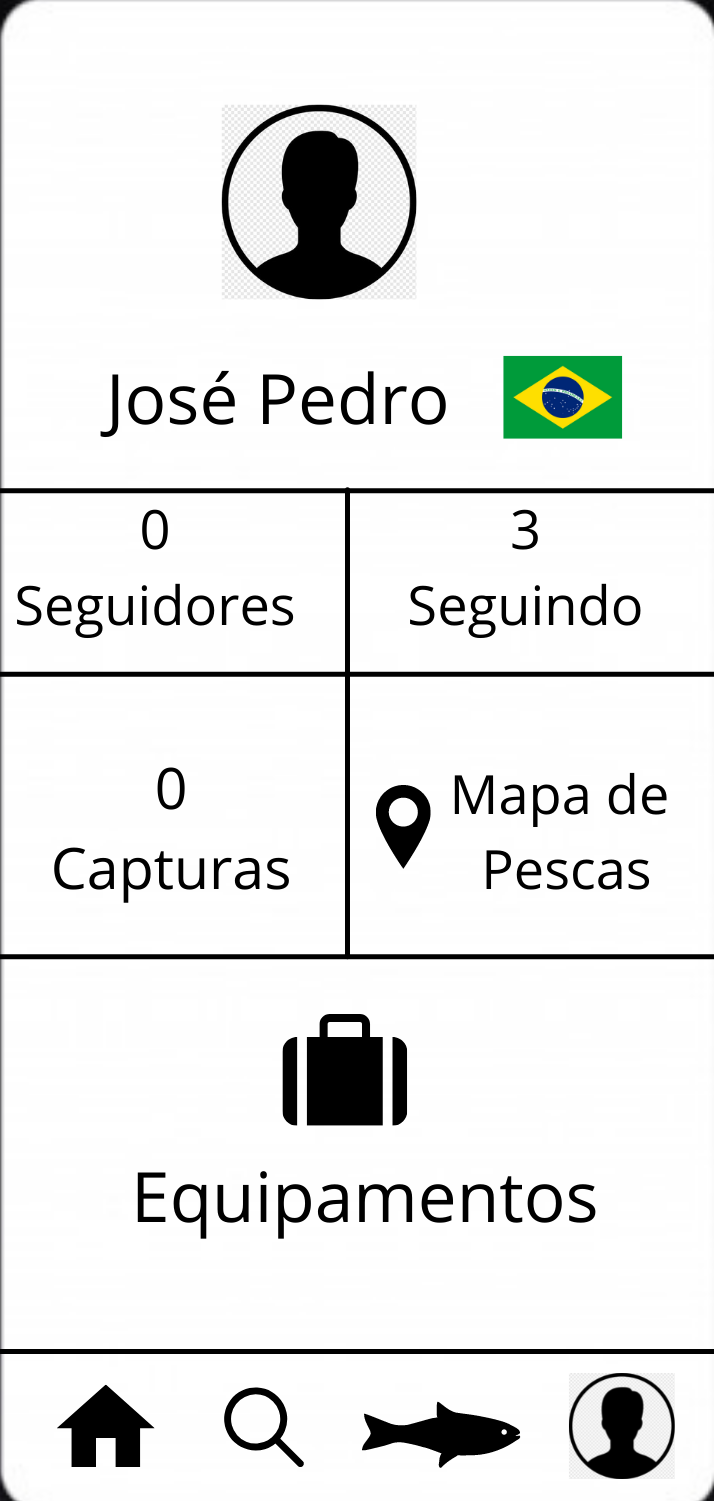 José Pedro
0
Seguidores
3
Seguindo
0
Capturas
Mapa de
Pescas
Equipamentos